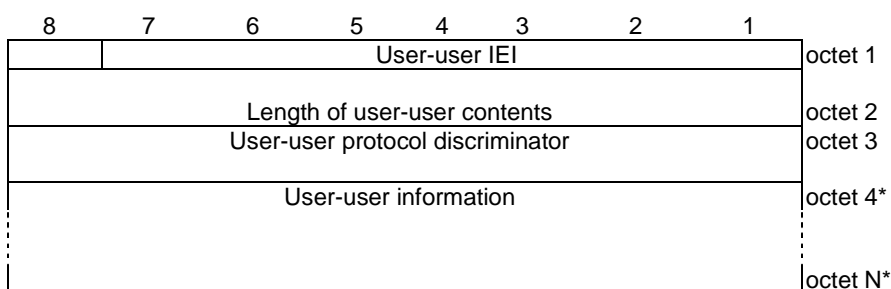 8 7 6 5 4 3 2 1
User-user IEI octet 1
Length of user-user contents octet 2
User-user protocol discriminator octet 3
User-user information octet 4*
octet N*